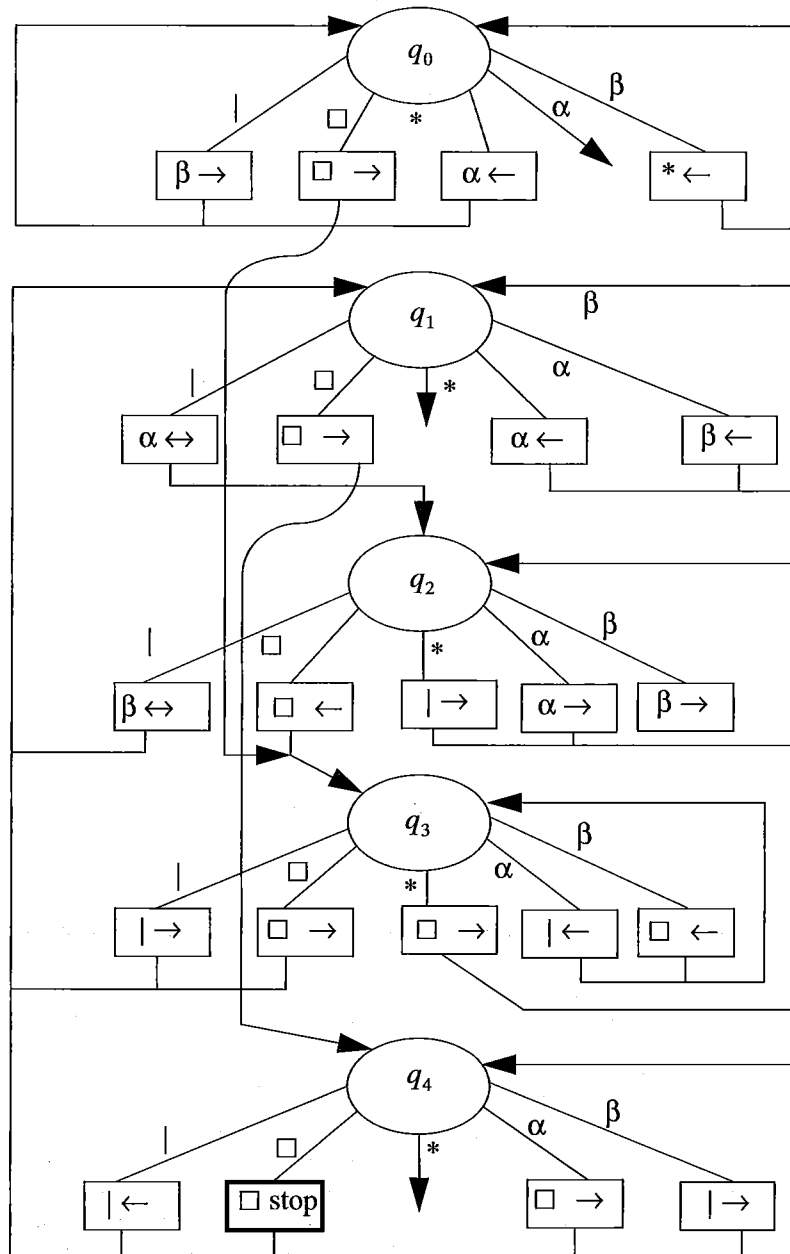 q₀
| □ * α β
β → □ → α ← * ←
q₁
β
| □ * α
α ↔ □ → α ← β ←
q₂
| □ * α β
β ↔ □ ← | → α → β →
q₃
| □ * α β
| → □ → □ → | ← □ ←
q₄
| □ * α β
| ← □ stop □ → | →